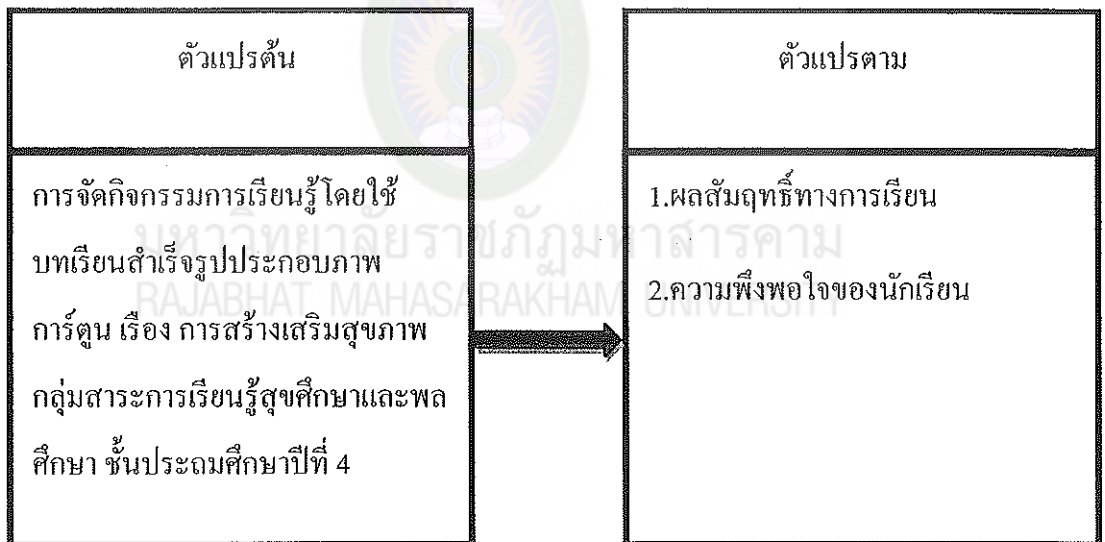 ตัวแปรต้น
การจัดกิจกรรมการเรียนรู้โดยใช้
บทเรียนสำเร็จรูปประกอบภาพ
การ์ตูน เรื่อง การสร้างเสริมสุขภาพ
กลุ่มสาระการเรียนรู้สุขศึกษาและพล
ศึกษา ชั้นประถมศึกษาปีที่ 4
ตัวแปรตาม
1.ผลสัมฤทธิ์ทางการเรียน
2.ความพึงพอใจของนักเรียน
มหาวิทยาลัยราชภัฏมหาสารคาม
RAJABHAT MAHASARAKHAM UNIVERSITY